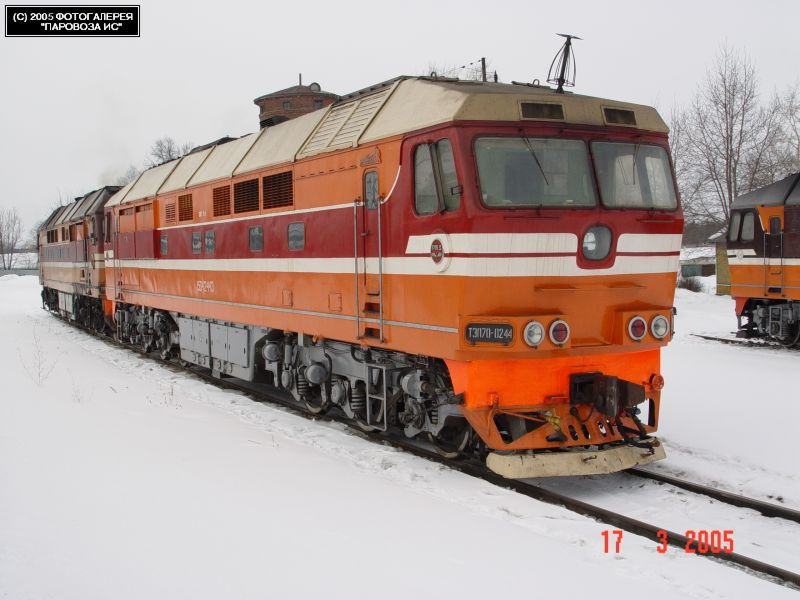 (C) 2005 ФОТОГАЛЕРЕЯ
"ПАРОВОЗА ИС"
ТЭП70-0244
17 3 2005